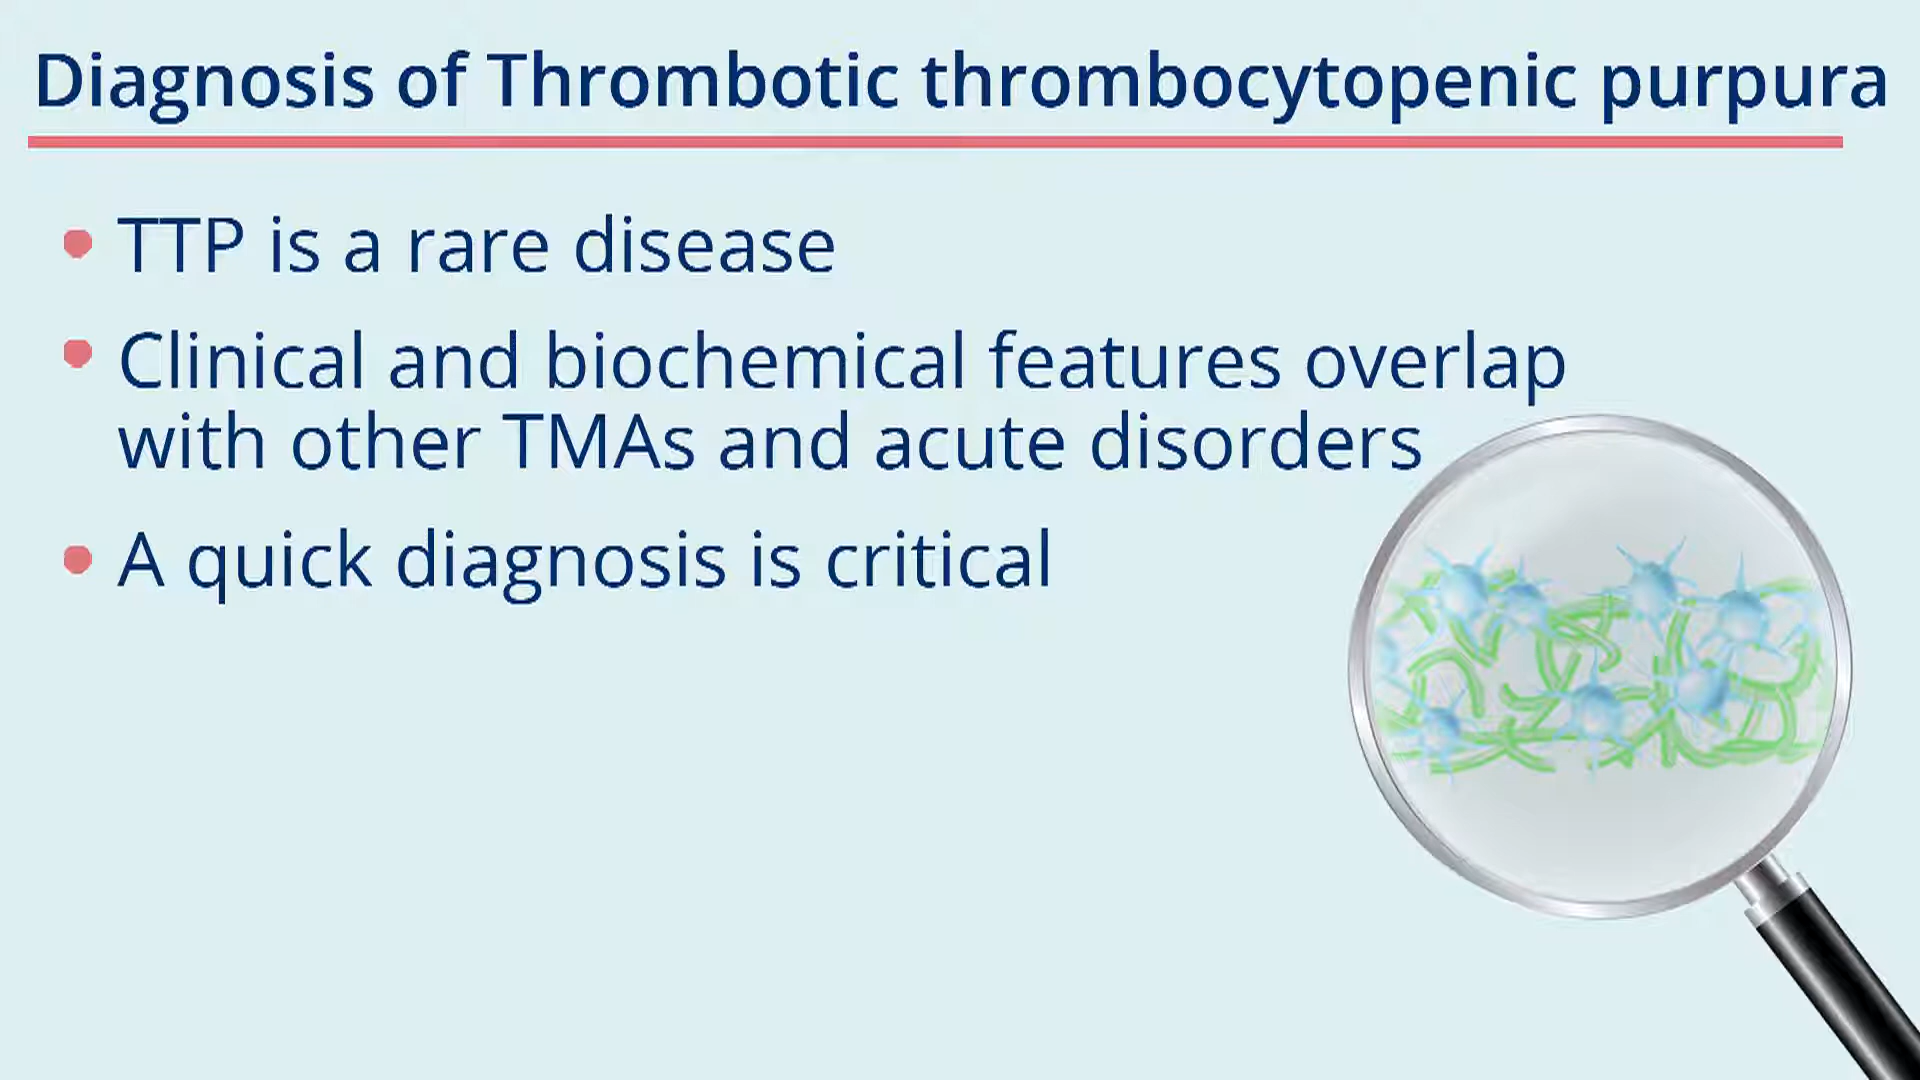 Diagnosis of Thrombotic thrombocytopenic purpura
• TTP is a rare disease
• Clinical and biochemical features overlap
with other TMAs and acute disorders
• A quick diagnosis is critical